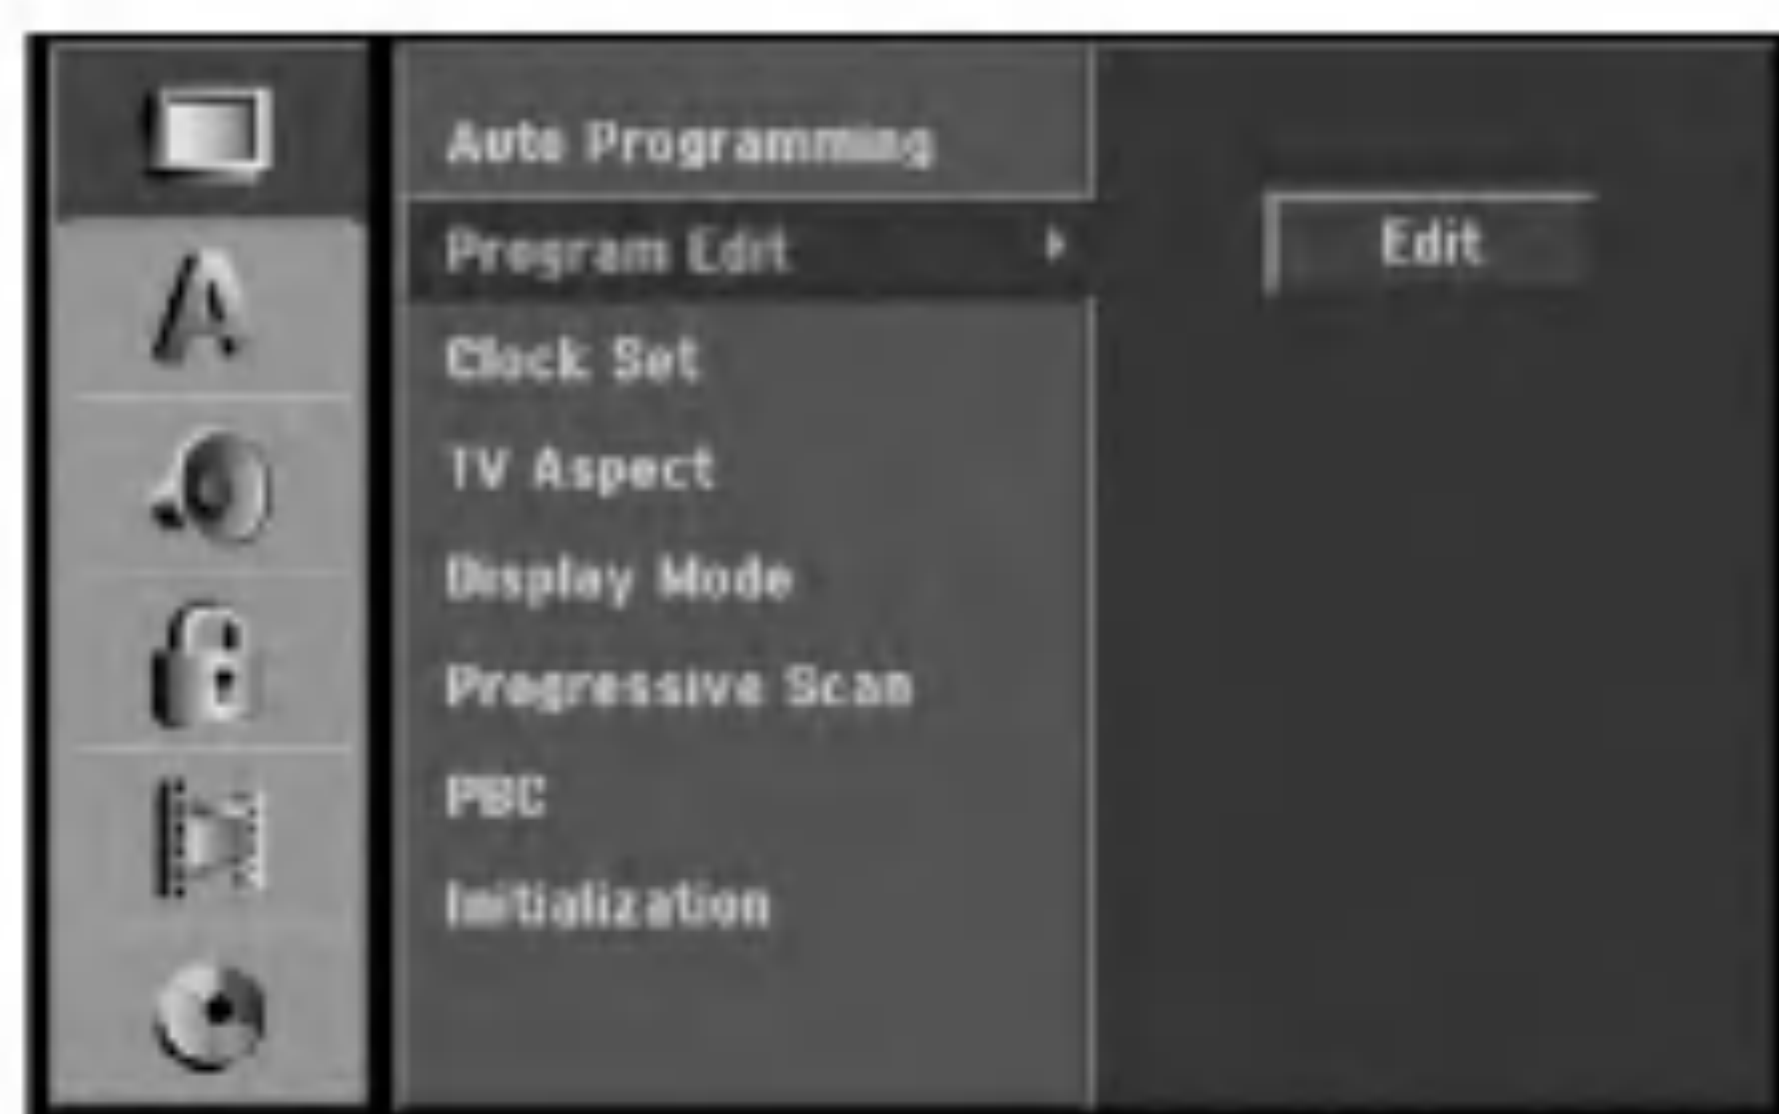 A
Auto Programming
Program Edit
Edit
Clock Set
TV Aspect
Display Mode
Progressive Scan
PBC
Initialization